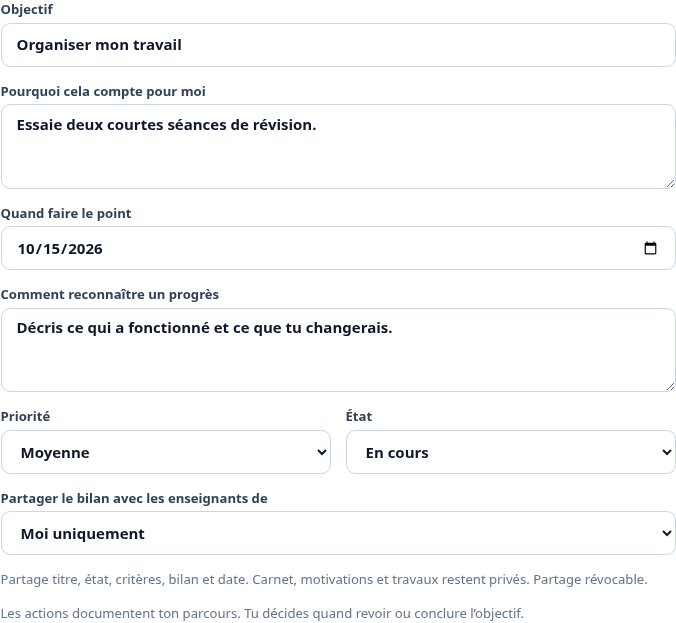 Objectif
Organiser mon travail
Pourquoi cela compte pour moi
Essaie deux courtes séances de révision.
Quand faire le point
10/15/2026
Comment reconnaître un progrès
Décris ce qui a fonctionné et ce que tu changerais.
Priorité État
Moyenne En cours
Partager le bilan avec les enseignants de
Moi uniquement
Partage titre, état, critères, bilan et date. Carnet, motivations et travaux restent privés. Partage révocable.
Les actions documentent ton parcours. Tu décides quand revoir ou conclure l’objectif.